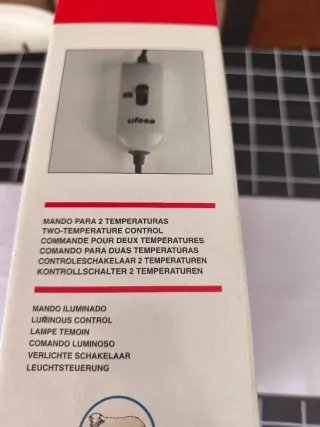 ufesa
MANDO PARA 2 TEMPERATURAS
TWO-TEMPERATURE CONTROL
COMMANDE POUR DEUX TEMPERATURES
COMANDO PARA DUAS TEMPERATURAS
CONTROLESCHAKELAAR 2 TEMPERATUREN
KONTROLLSCHALTER 2 TEMPERATUREN
MANDO ILUMINADO
LUMINOUS CONTROL
LAMPE TEMOIN
COMANDO LUMINOSO
VERLICHTE SCHAKELAAR
LEUCHTSTEUERUNG